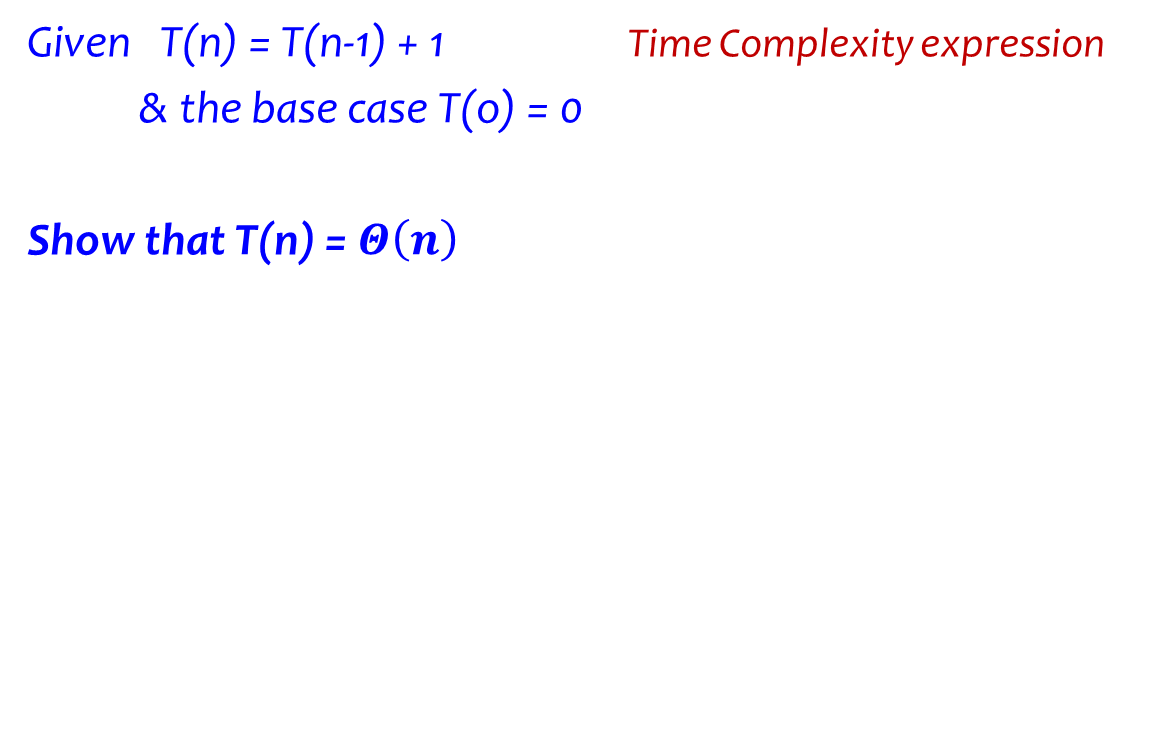 Given T(n) = T(n-1) + 1 Time Complexity expression
& the base case T(0) = 0
Show that T(n) = Θ(n)